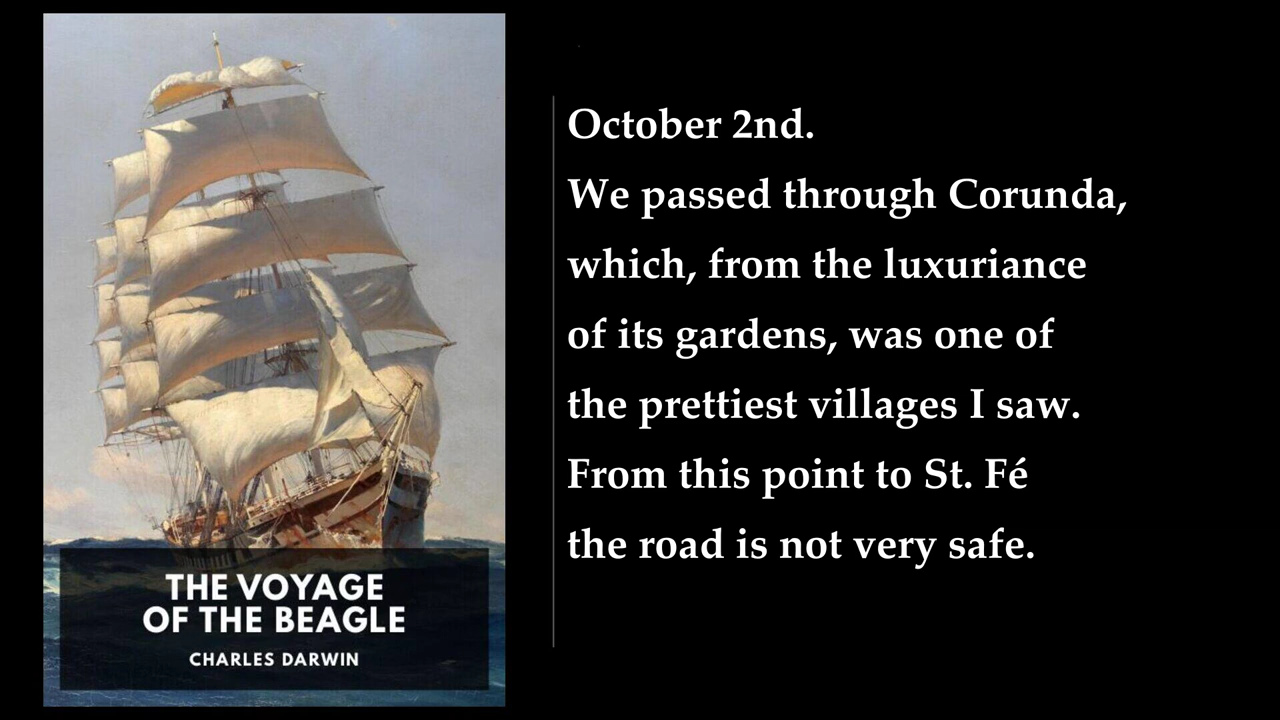 THE VOYAGE
OF THE BEAGLE
CHARLES DARWIN
October 2nd.
We passed through Corunda,
which, from the luxuriance
of its gardens, was one of
the prettiest villages I saw.
From this point to St. Fé
the road is not very safe.